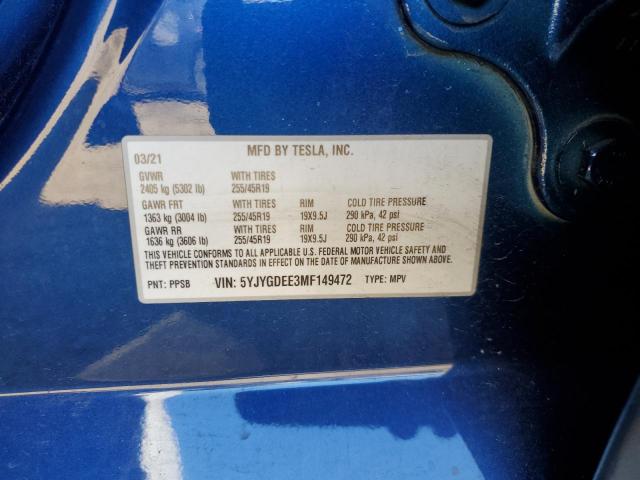 MFD BY TESLA, INC.
03/21
GVWR WITH TIRES
2405 kg (5302 lb) 255/45R19
GAWR FRT WITH TIRES RIM COLD TIRE PRESSURE
1363 kg (3004 lb) 255/45R19 19X9.5J 290 kPa, 42 psi
GAWR RR WITH TIRES RIM COLD TIRE PRESSURE
1636 kg (3606 lb) 255/45R19 19X9.5J 290 kPa, 42 psi
THIS VEHICLE CONFORMS TO ALL APPLICABLE U.S. FEDERAL MOTOR VEHICLE SAFETY AND
THEFT PREVENTION STANDARDS IN EFFECT ON THE DATE OF MANUFACTURE SHOWN ABOVE.
PNT: PPSB VIN: 5YJYGDEE3MF149472 TYPE: MPV